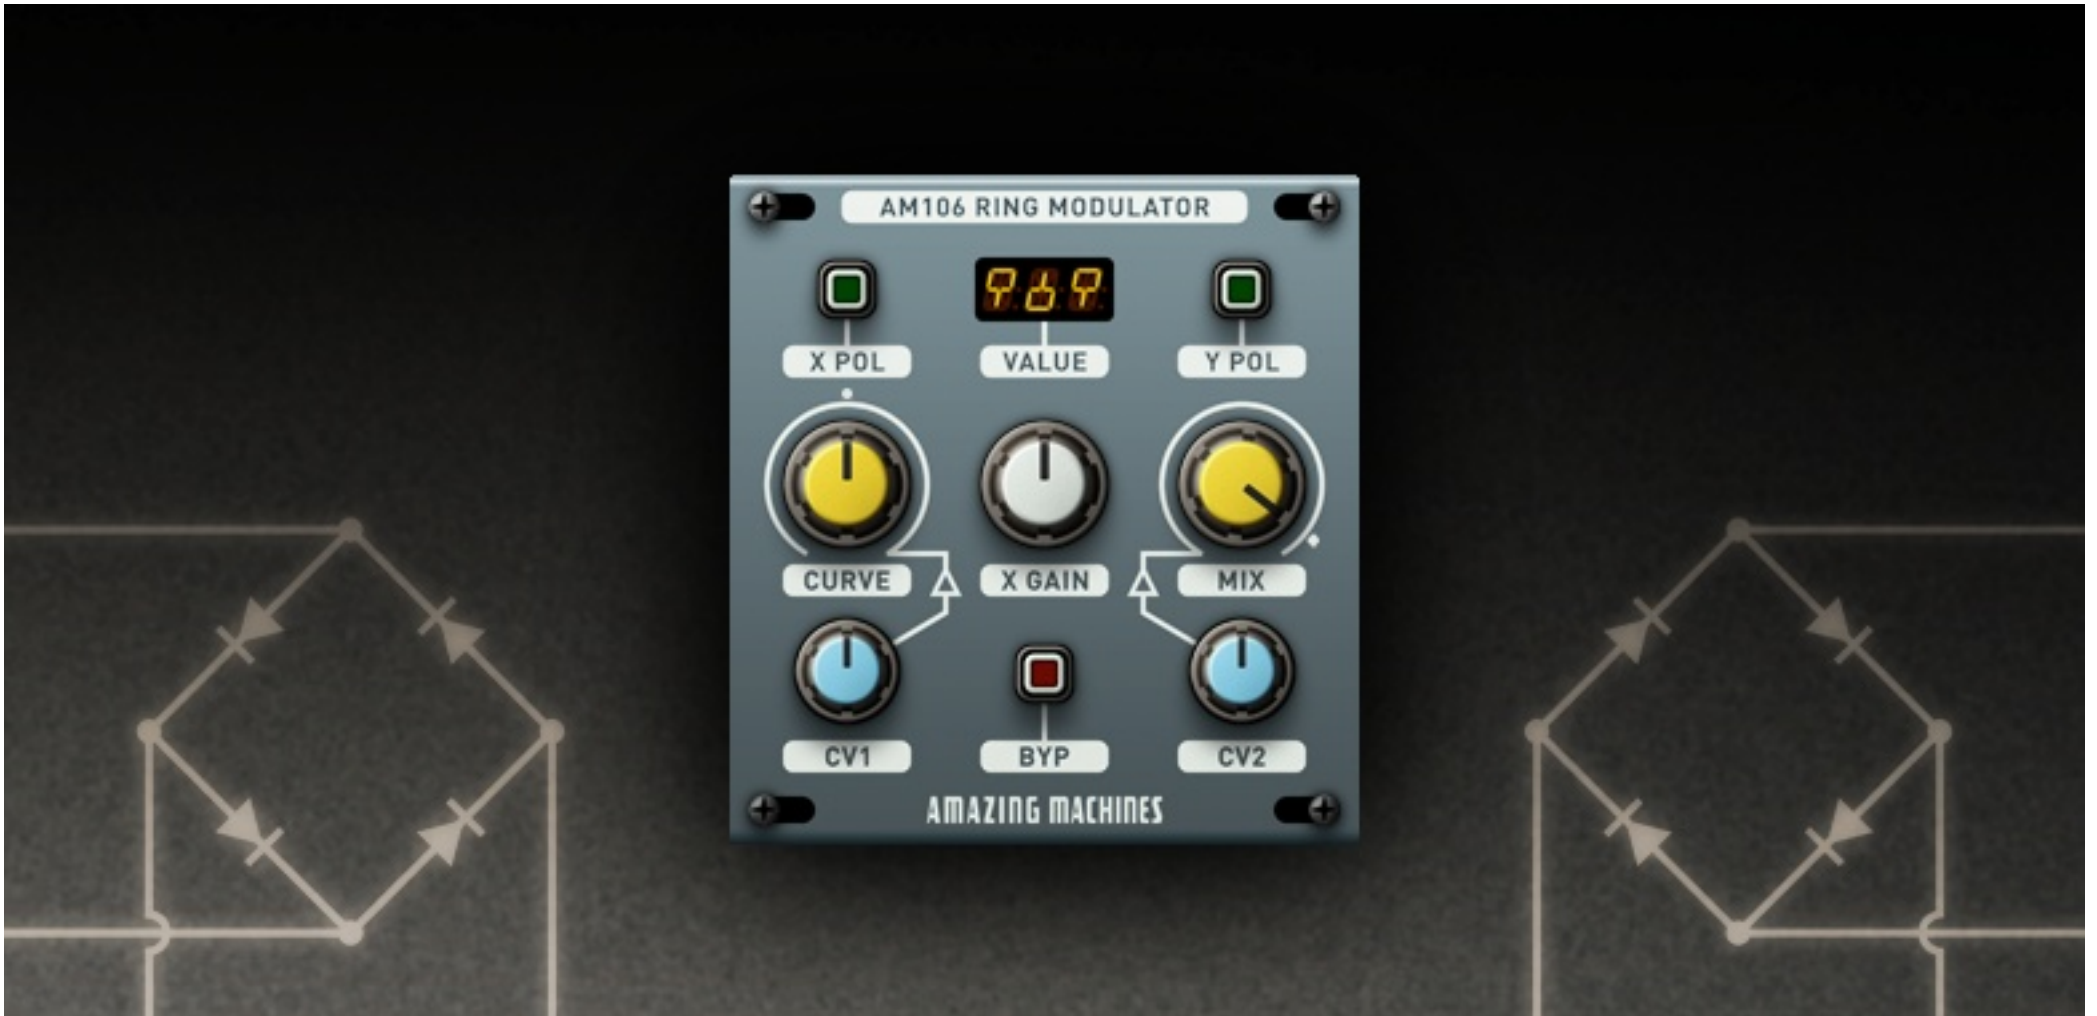 AM106 RING MODULATOR
X POL
VALUE
Y POL
CURVE
X GAIN
MIX
CV1
BYP
CV2
AMAZING MACHINES